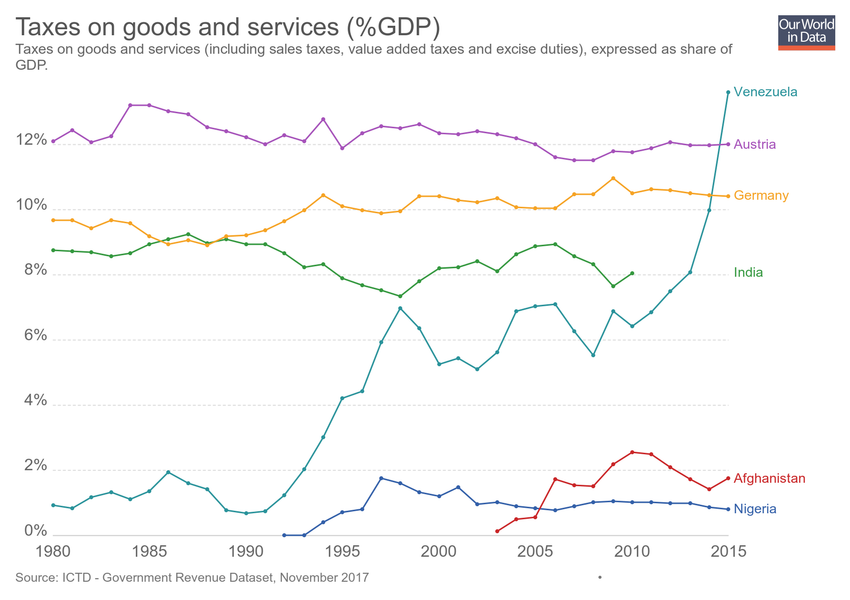 Taxes on goods and services (%GDP)
Taxes on goods and services (including sales taxes, value added taxes and excise duties), expressed as share of
GDP.
Our World
in Data
Venezuela
12%
Austria
10%
Germany
8%
India
6%
4%
2%
Afghanistan
Nigeria
0%
1980 1985 1990 1995 2000 2005 2010 2015
Source: ICTD - Government Revenue Dataset, November 2017